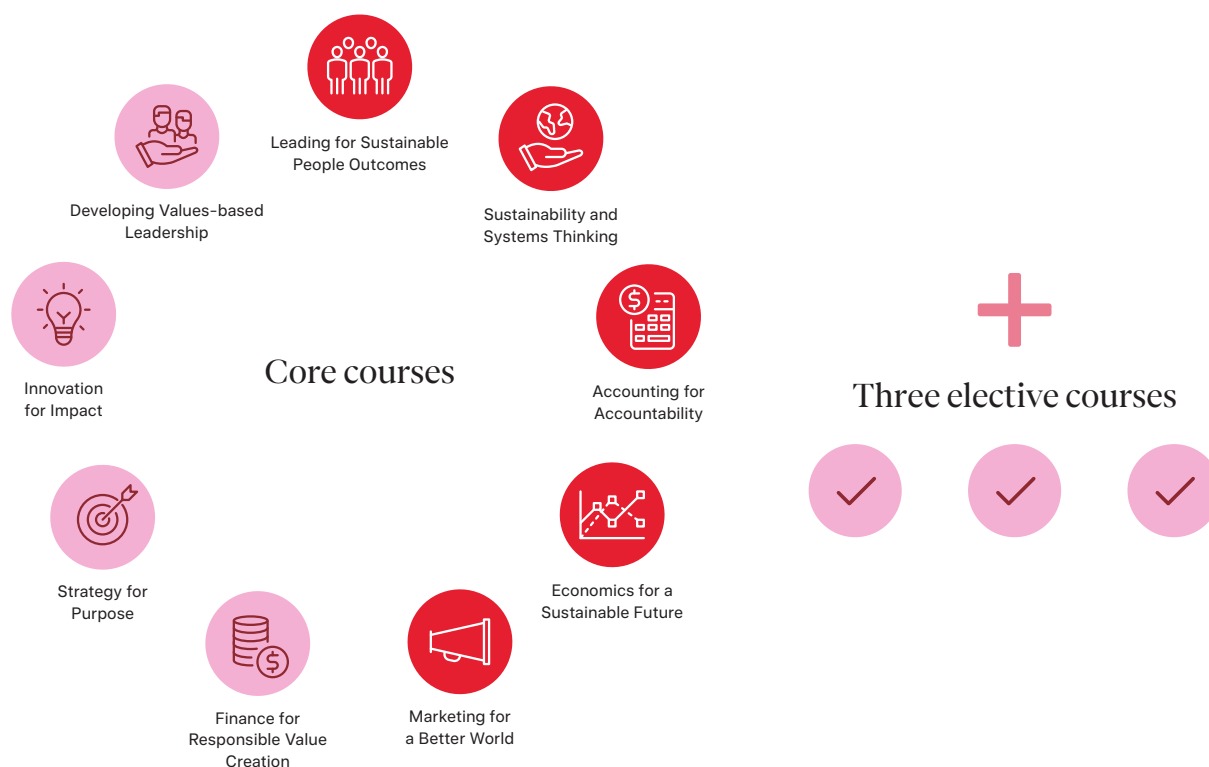 Leading for Sustainable
People Outcomes
Developing Values-based
Leadership
Sustainability and
Systems Thinking
$
Innovation
for Impact
Core courses
Accounting for
Accountability
Three elective courses
Strategy for
Purpose
Economics for a
Sustainable Future
$
Finance for
Responsible Value
Creation
Marketing for
a Better World